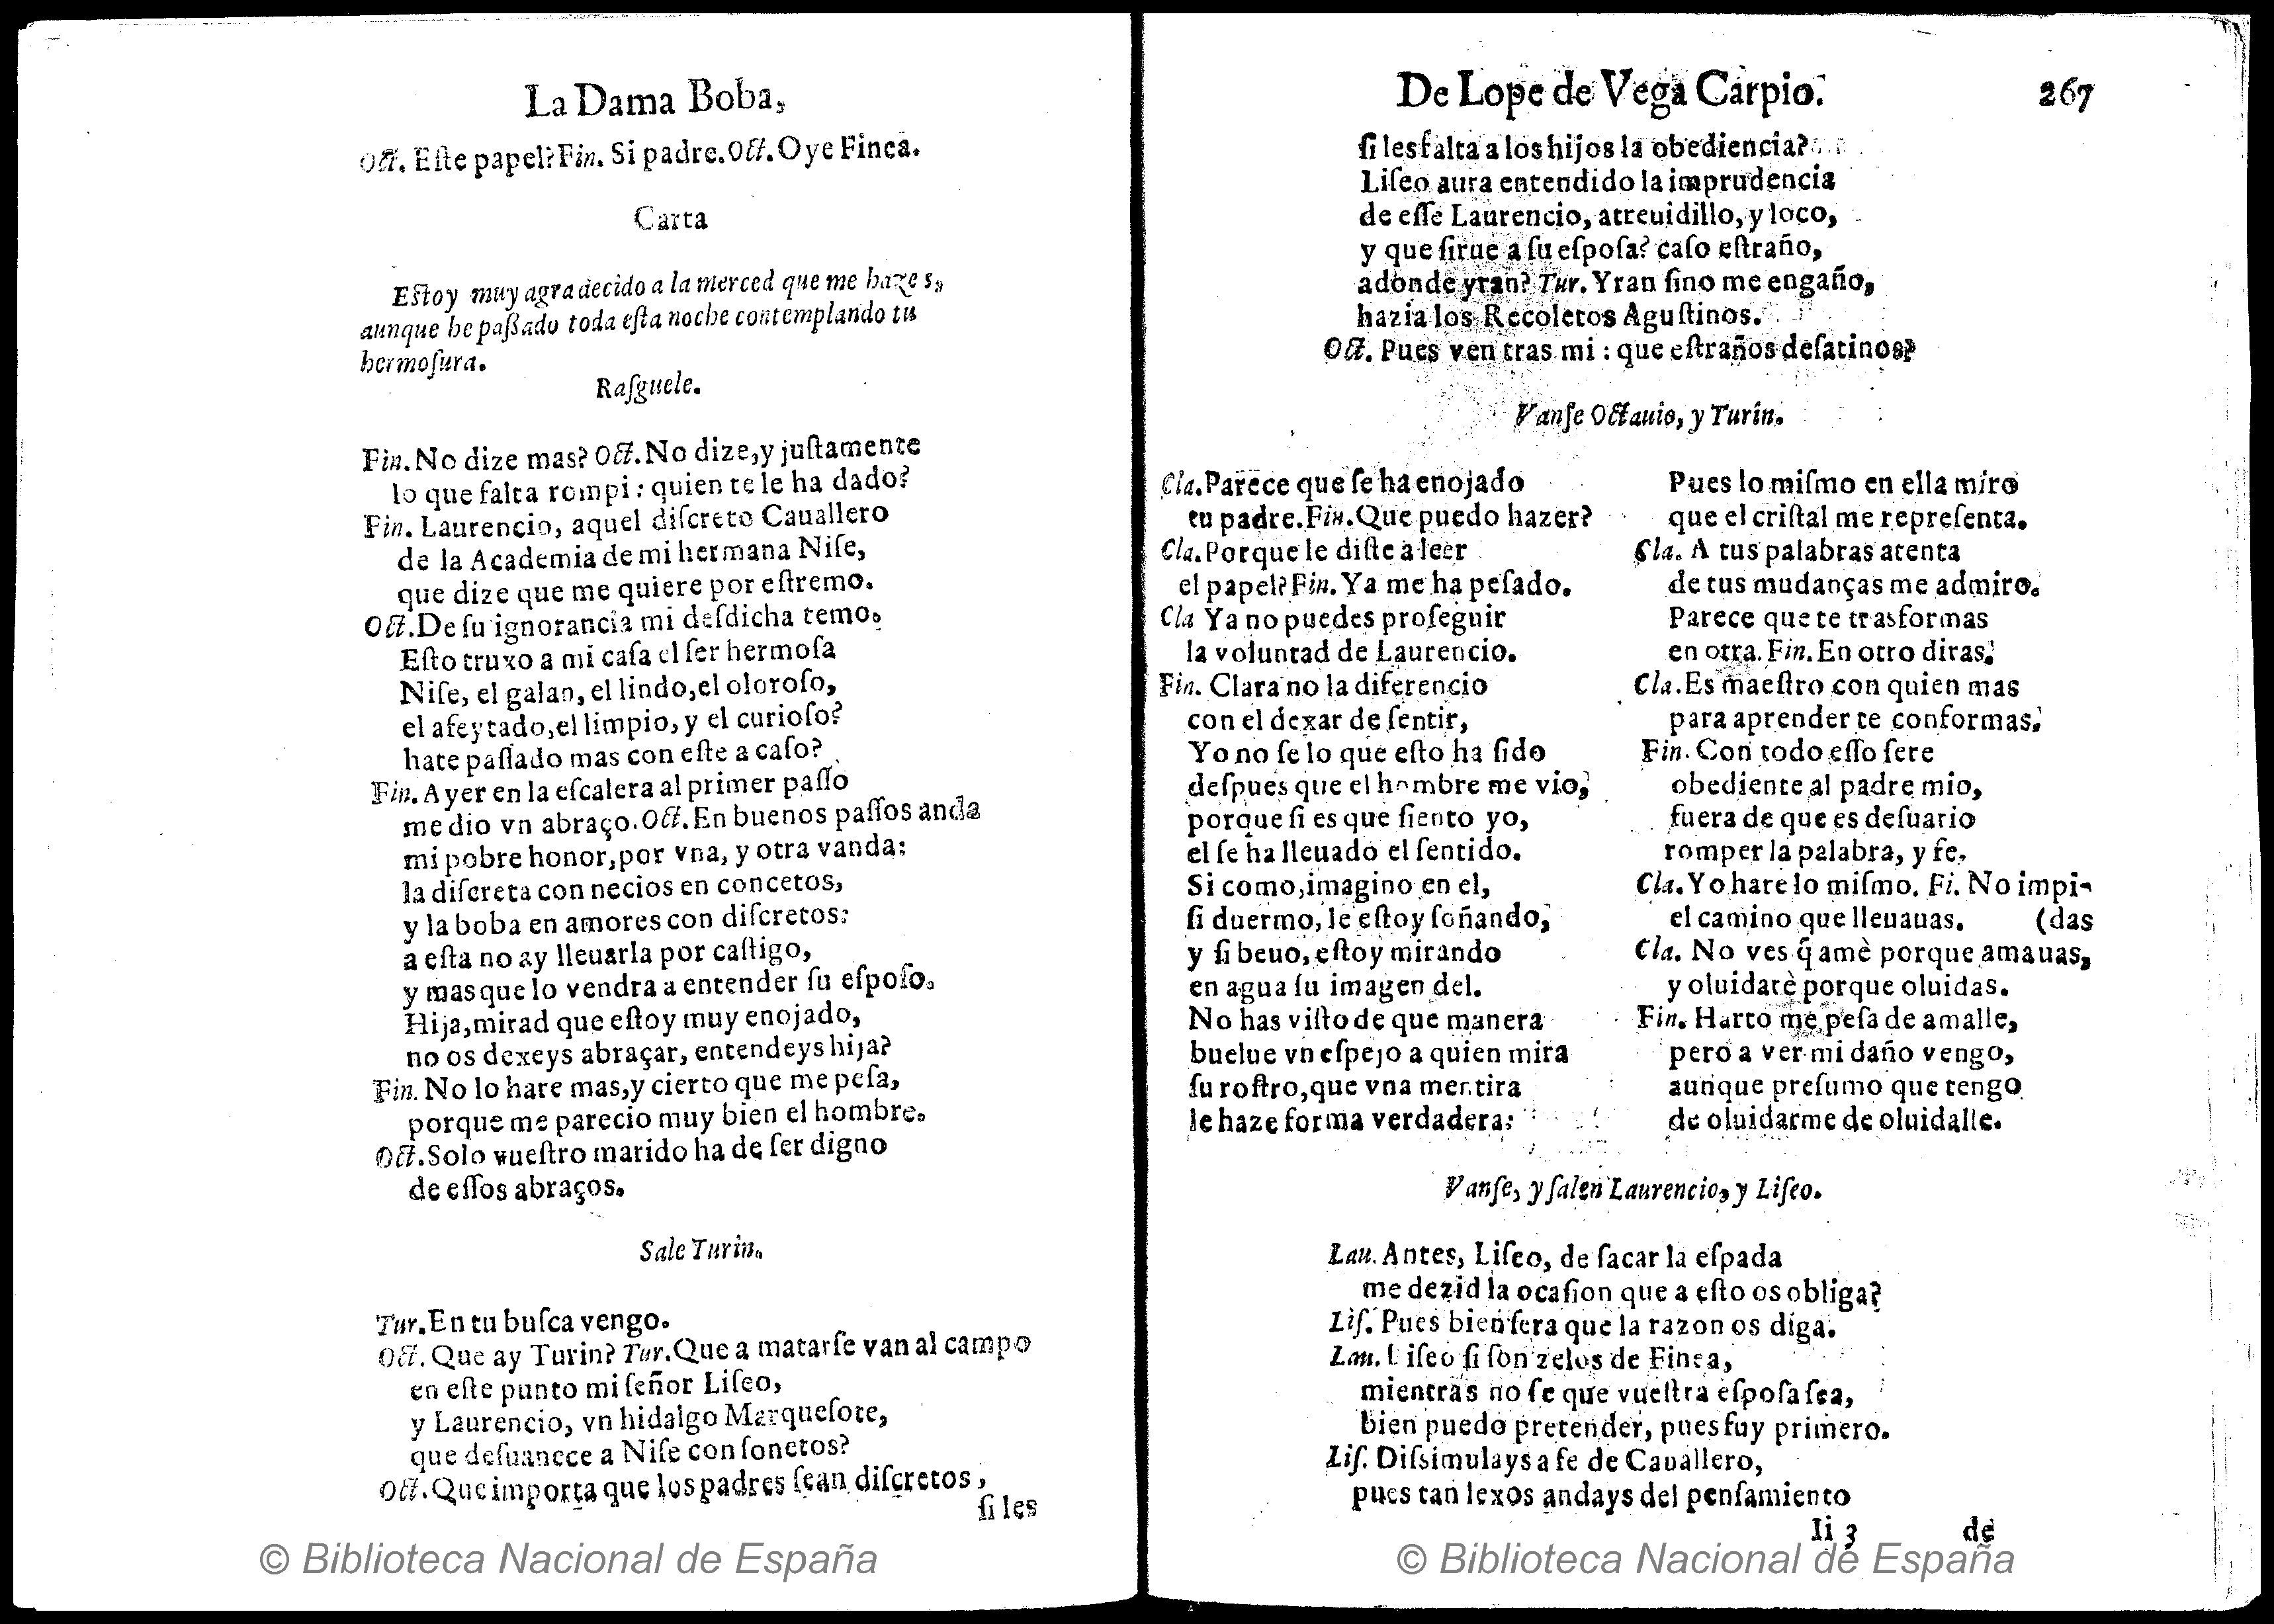 La Dama Boba,
Oct. Eſte papel? Fin. Si padre. Oct. Oye Finea.
Carta
Eſtoy muy agradecido a la merced que me hazes,
aunque he paſſado toda eſta noche contemplando tu
hermoſura.
Raſguele.
Fin. No dize mas? Oct. No dize, y juſtamente
lo que falta rompi: quien te le ha dado?
Fin. Laurencio, aquel diſcreto Cauallero
de la Academia de mi hermana Niſe,
que dize que me quiere por eſtremo.
Oct. De ſu ignorancia mi deſdicha temo.
Eſto truxo a mi caſa el ſer hermoſa
Niſe, el galan, el lindo, el oloroſo,
el afeytado, el limpio, y el curioſo?
hate paſſado mas con eſte a caſo?
Fin. Ayer en la eſcalera al primer paſſo
me dio vn abraço. Oct. En buenos paſſos anda
mi pobre honor, por vna, y otra vanda:
la diſcreta con necios en concetos,
y la boba en amores con diſcretos:
a eſta no ay lleuarla por caſtigo,
y mas que lo vendra a entender ſu eſpoſo.
Hija, mirad que eſtoy muy enojado,
no os dexeys abraçar, entendeys hija?
Fin. No lo hare mas, y cierto que me peſa,
porque me parecio muy bien el hombre.
Oct. Solo vueſtro marido ha de ſer digno
de eſſos abraços.
Sale Turin.
Tur. En tu buſca vengo.
Oct. Que ay Turin? Tur. Que a matarſe van al campo
en eſte punto mi ſeñor Liſeo,
y Laurencio, vn hidalgo Marqueſote,
que deſuanece a Niſe con ſonetos?
Oct. Que importa que los padres ſean diſcretos,
ſi les
© Biblioteca Nacional de España
De Lope de Vega Carpio. 267
ſi les falta a los hijos la obediencia?
Liſeo aura entendido la imprudencia
de eſſe Laurencio, atreuidillo, y loco,
y que ſirue a ſu eſpoſa? caſo eſtraño,
adonde yran? Tur. Yran ſino me engaño,
hazia los Recoletos Aguſtinos.
Oct. Pues ven tras mi: que eſtraños deſatinos?
Vanſe Octauio, y Turin.
Cla. Parece que ſe ha enojado
tu padre. Fin. Que puedo hazer?
Cla. Porque le diſte a leer
el papel? Fin. Ya me ha peſado.
Cla Ya no puedes proſeguir
la voluntad de Laurencio.
Fin. Clara no la diferencio
con el dexar de ſentir,
Yo no ſe lo que eſto ha ſido
deſpues que el hombre me vio,
porque ſi es que ſiento yo,
el ſe ha lleuado el ſentido.
Si como, imagino en el,
ſi duermo, le eſtoy ſoñando,
y ſi beuo, eſtoy mirando
en agua ſu imagen del.
No has viſto de que manera
buelue vn eſpejo a quien mira
ſu roſtro, que vna mentira
le haze forma verdadera:
Pues lo miſmo en ella miro
que el criſtal me repreſenta.
Cla. A tus palabras atenta
de tus mudanças me admiro.
Parece que te trasformas
en otra. Fin. En otro diras.
Cla. Es maeſtro con quien mas
para aprender te conformas.
Fin. Con todo eſſo ſere
obediente al padre mio,
fuera de que es deſuario
romper la palabra, y fe.
Cla. Yo hare lo miſmo. Fi. No impi-
el camino que lleuauas. (das
Cla. No ves q̃ amè porque amauas,
y oluidarè porque oluidas.
Fin. Harto me peſa de amalle,
pero a ver mi daño vengo,
aunque preſumo que tengo
de oluidarme de oluidalle.
Vanſe, y ſalen Laurencio, y Liſeo.
Lau. Antes, Liſeo, de ſacar la eſpada
me dezid la ocaſion que a eſto os obliga?
Liſ. Pues bien ſera que la razon os diga.
Lau. Liſeo ſi ſon zelos de Finea,
mientras no ſe que vueſtra eſpoſa ſea,
bien puedo pretender, pues fuy primero.
Liſ. Diſsimulays a fe de Cauallero,
pues tan lexos andays del penſamiento
Ii 3 de
© Biblioteca Nacional de España